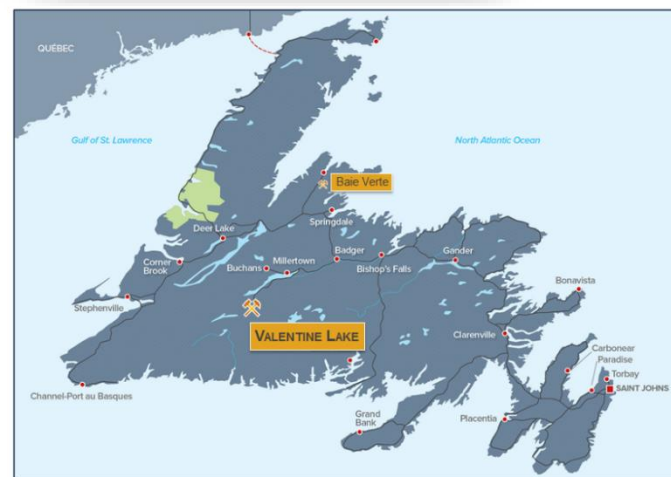 QUÉBEC
Gulf of St. Lawrence
North Atlantic Ocean
Baie Verte
Springdale
Deer Lake
Badger
Gander
Corner
Brook
Buchans
Millertown
Bishop's Falls
Bonavista
Stephenville
VALENTINE LAKE
Clarenville
Carbonear
Paradise
Torbay
SAINT JOHNS
Channel-Port au Basques
Grand
Bank
Placentia